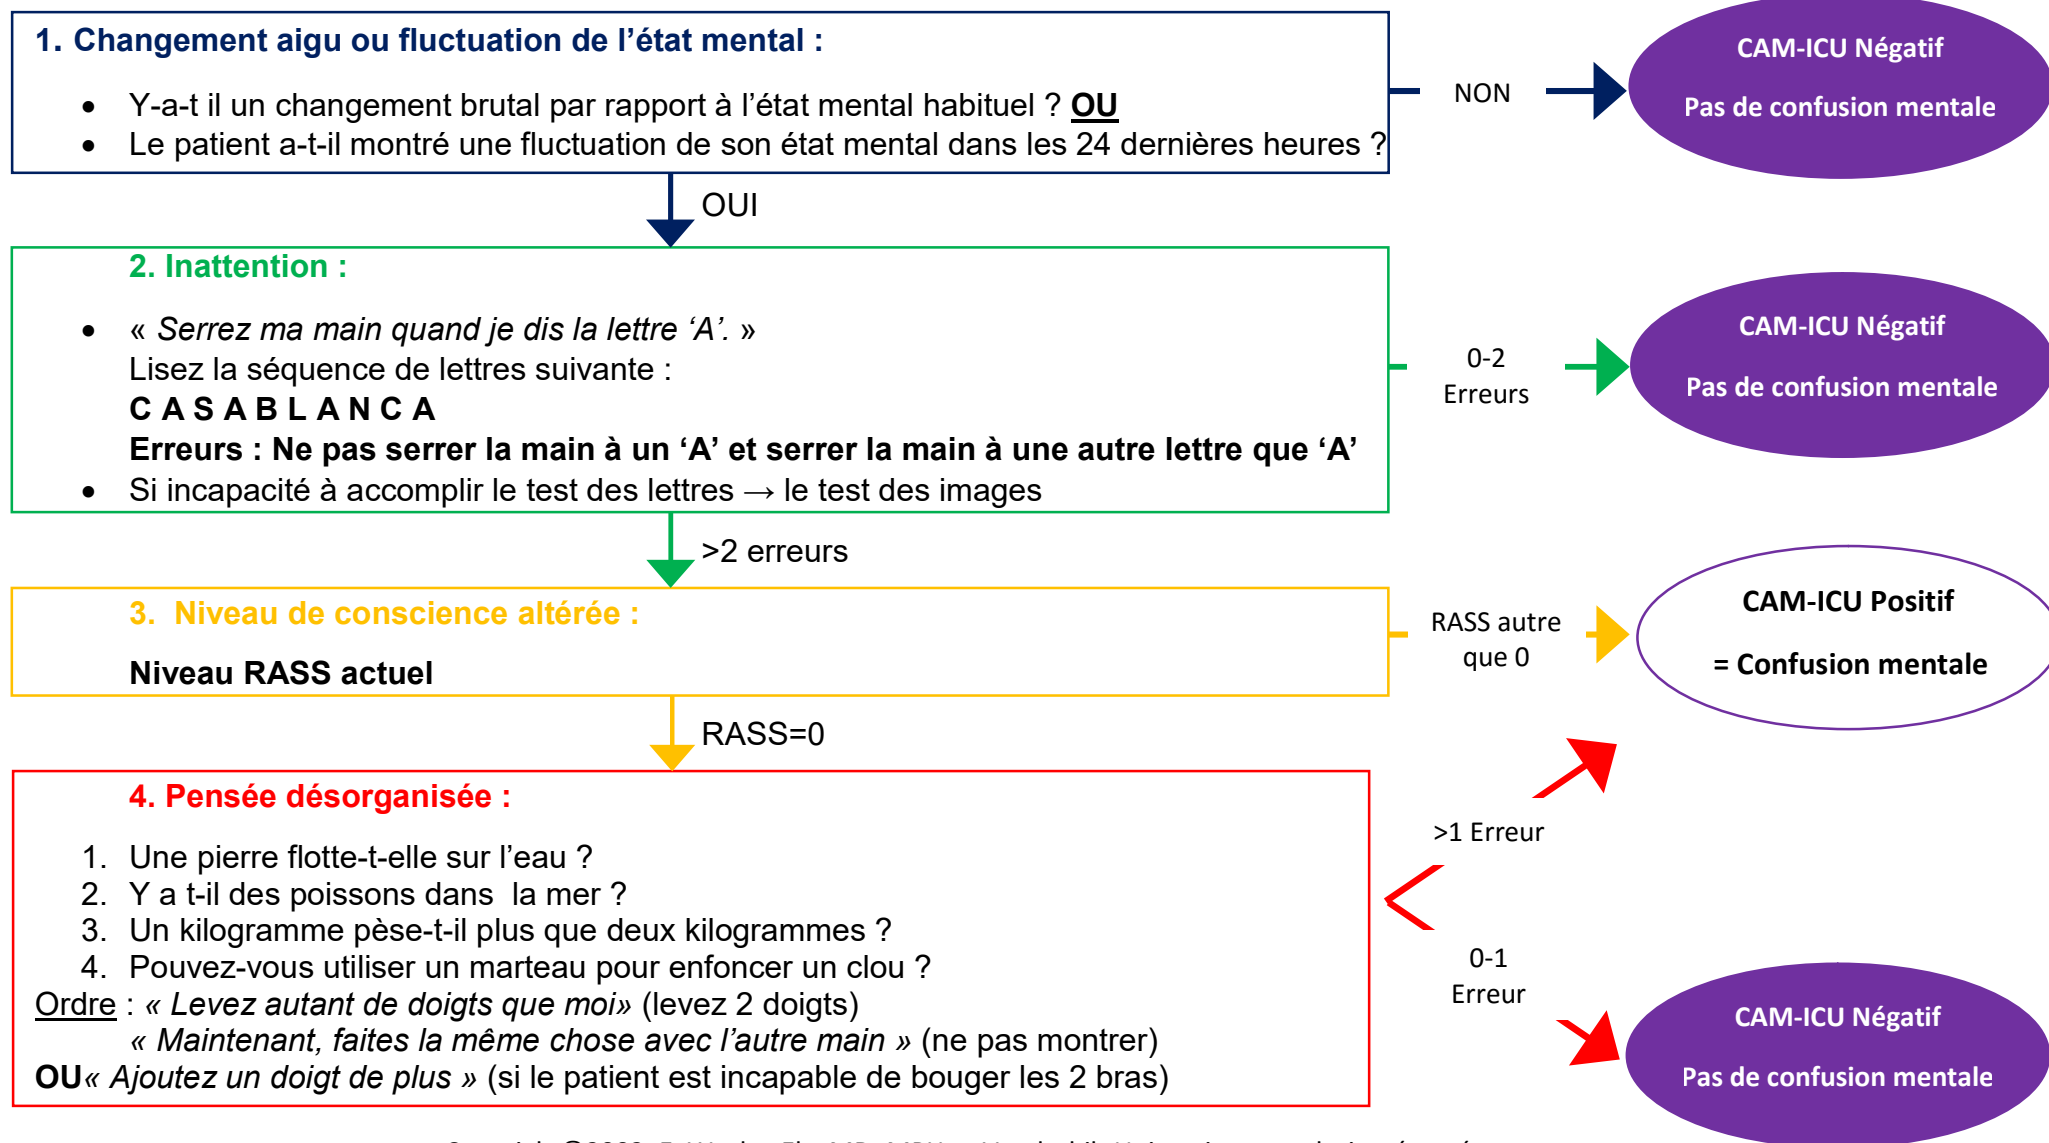 1. Changement aigu ou fluctuation de l’état mental :
• Y-a-t il un changement brutal par rapport à l’état mental habituel ? OU
• Le patient a-t-il montré une fluctuation de son état mental dans les 24 dernières heures ?
NON
CAM-ICU Négatif
Pas de confusion mentale
OUI
2. Inattention :
• « Serrez ma main quand je dis la lettre ‘A’. »
Lisez la séquence de lettres suivante :
C A S A B L A N C A
Erreurs : Ne pas serrer la main à un ‘A’ et serrer la main à une autre lettre que ‘A’
• Si incapacité à accomplir le test des lettres → le test des images
0-2
Erreurs
CAM-ICU Négatif
Pas de confusion mentale
>2 erreurs
3. Niveau de conscience altérée :
Niveau RASS actuel
RASS autre
que 0
CAM-ICU Positif
= Confusion mentale
RASS=0
4. Pensée désorganisée :
1. Une pierre flotte-t-elle sur l’eau ?
2. Y a t-il des poissons dans la mer ?
3. Un kilogramme pèse-t-il plus que deux kilogrammes ?
4. Pouvez-vous utiliser un marteau pour enfoncer un clou ?
Ordre : « Levez autant de doigts que moi» (levez 2 doigts)
« Maintenant, faites la même chose avec l’autre main » (ne pas montrer)
OU« Ajoutez un doigt de plus » (si le patient est incapable de bouger les 2 bras)
>1 Erreur
0-1
Erreur
CAM-ICU Négatif
Pas de confusion mentale